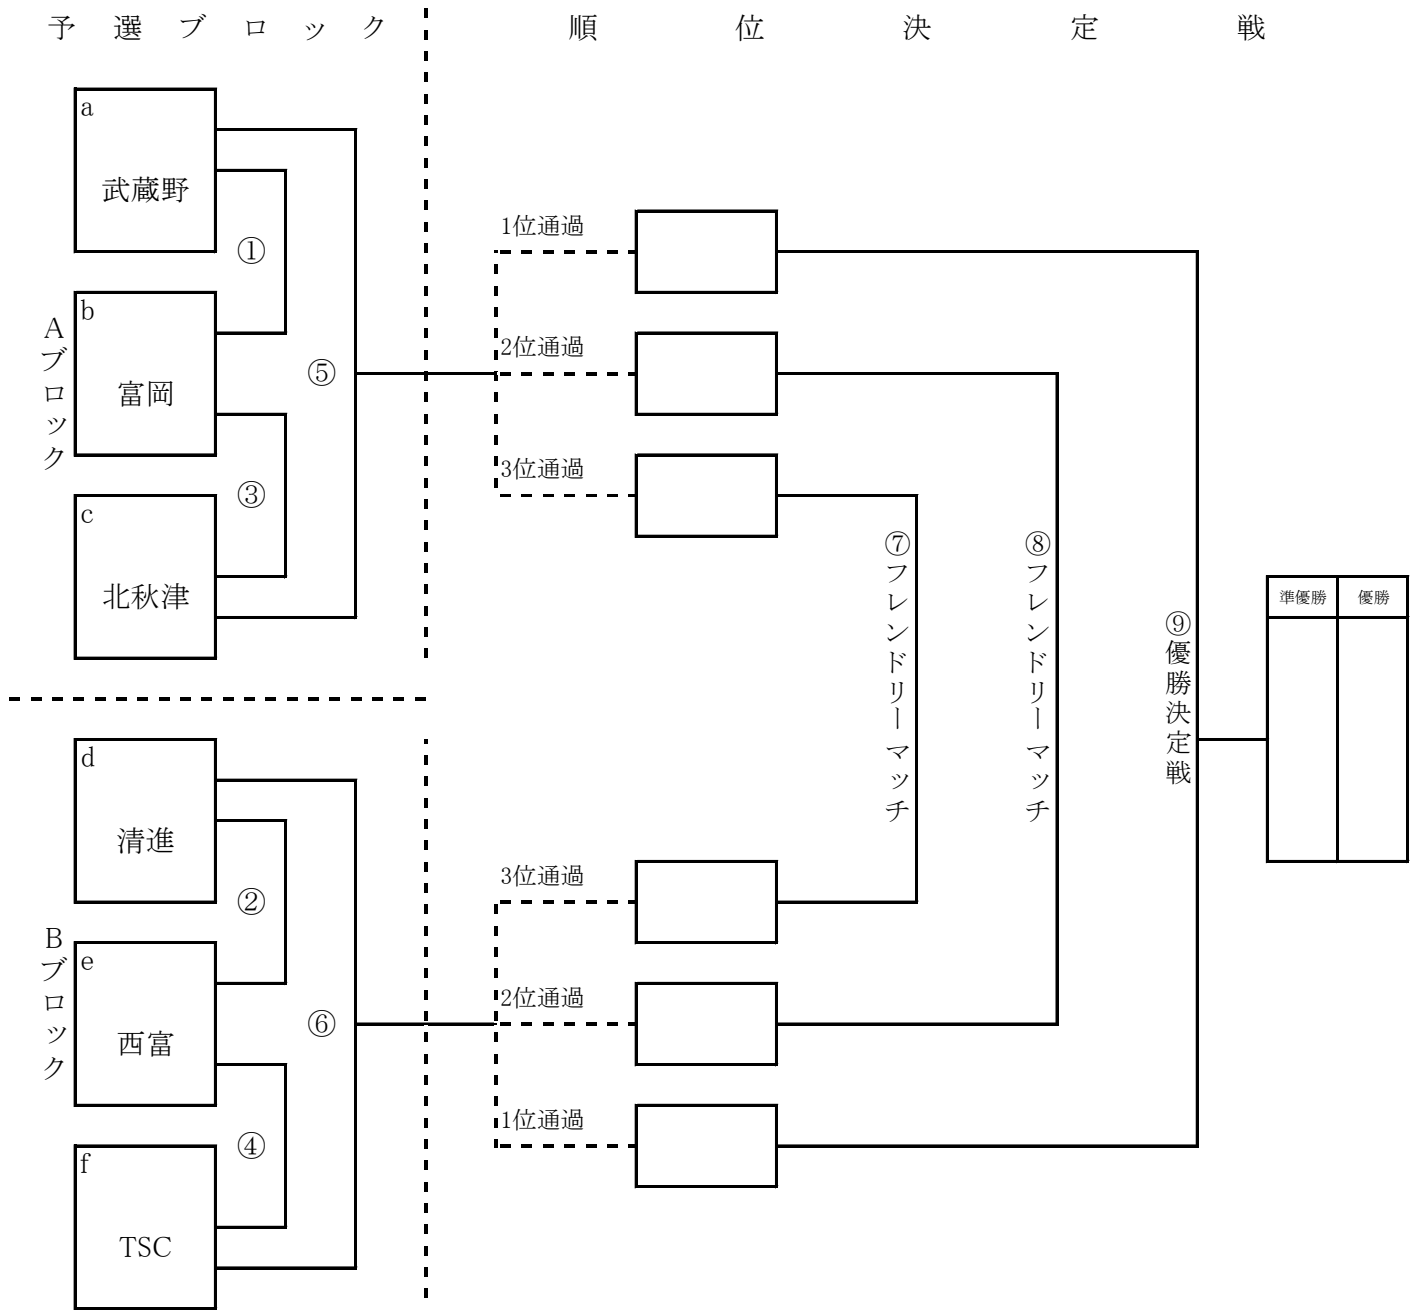 予選ブロック
順位決定戦
Aブロック
a
武蔵野
①
b
富岡
⑤
③
c
北秋津
1位通過
2位通過
3位通過
⑦フレンドリーマッチ
⑧フレンドリーマッチ
⑨優勝決定戦
準優勝
優勝
Bブロック
d
清進
②
e
西富
⑥
④
f
TSC
3位通過
2位通過
1位通過